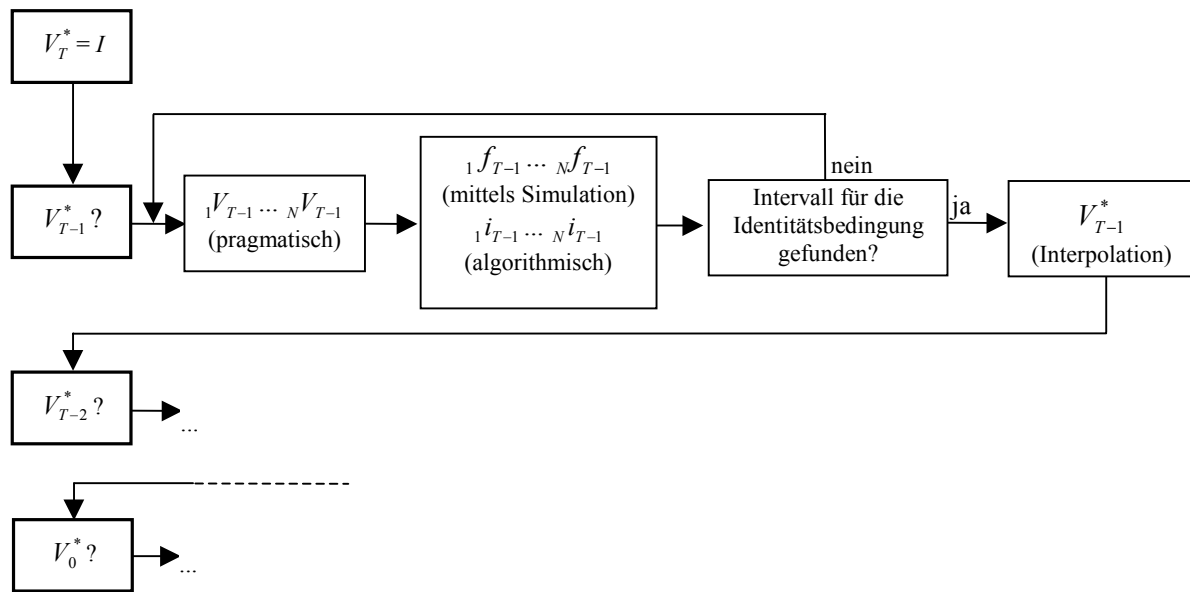 V*_T = I
V*_{T−1} ?
₁V_{T−1} ... _NV_{T−1}
(pragmatisch)
₁f_{T−1} ... _Nf_{T−1}
(mittels Simulation)
₁i_{T−1} ... _Ni_{T−1}
(algorithmisch)
nein
Intervall für die
Identitätsbedingung
gefunden?
ja
V*_{T−1}
(Interpolation)
V*_{T−2} ?
...
V*_0 ?
...